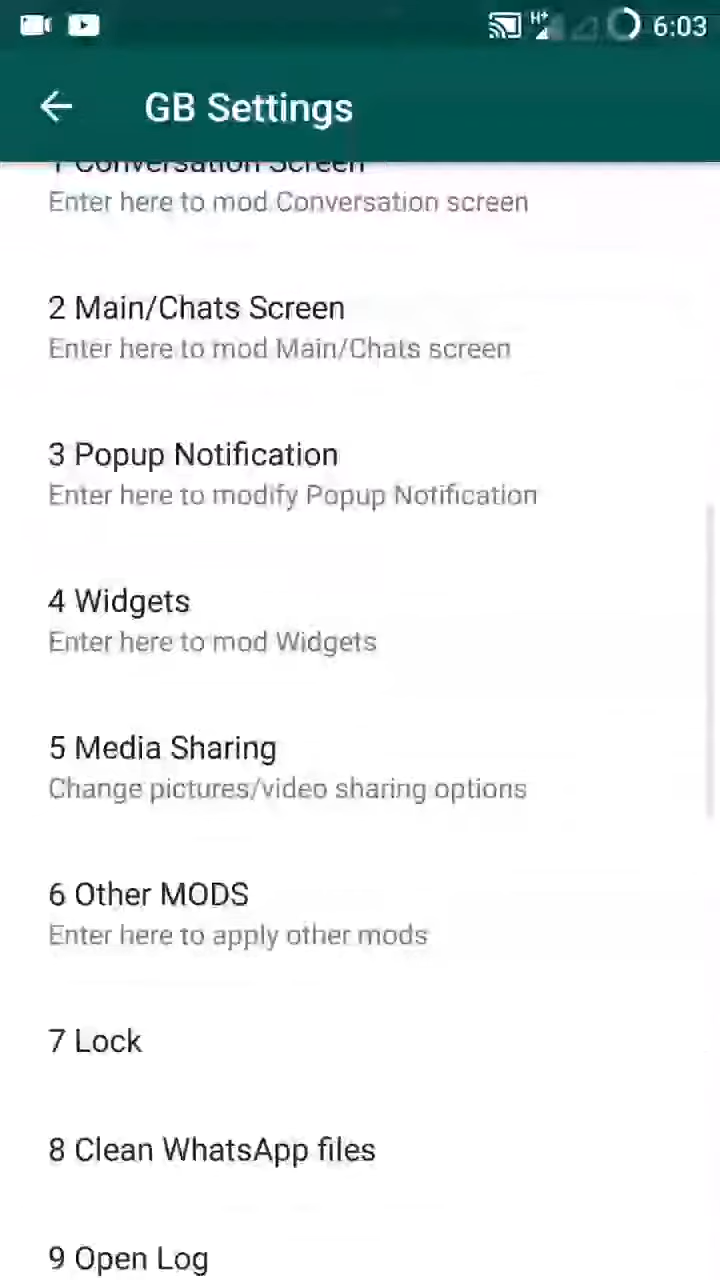 H+ 6:03
GB Settings
1 Conversation Screen
Enter here to mod Conversation screen
2 Main/Chats Screen
Enter here to mod Main/Chats screen
3 Popup Notification
Enter here to modify Popup Notification
4 Widgets
Enter here to mod Widgets
5 Media Sharing
Change pictures/video sharing options
6 Other MODS
Enter here to apply other mods
7 Lock
8 Clean WhatsApp files
9 Open Log